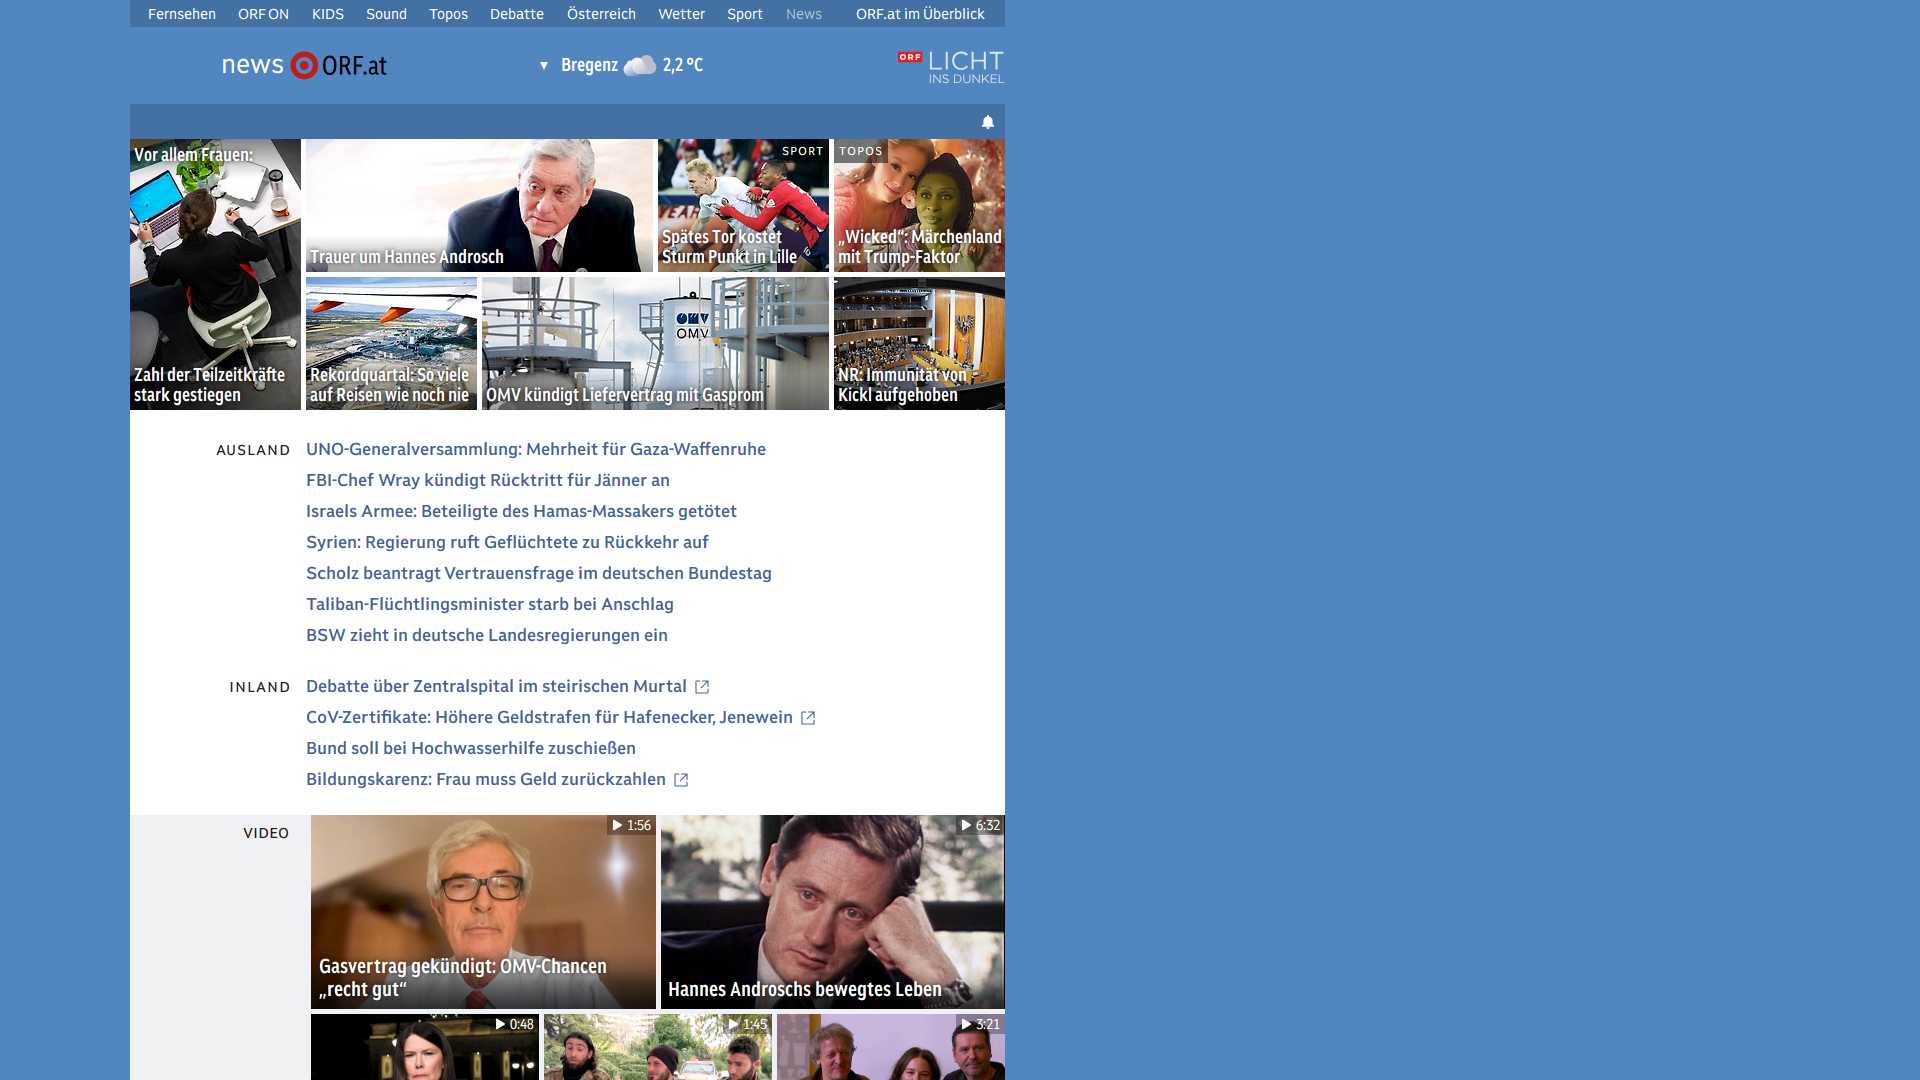 Fernsehen ORF ON KIDS Sound Topos Debatte Österreich Wetter Sport News ORF.at im Überblick
news ORF.at
Bregenz 2,2 °C
ORF LICHT
INS DUNKEL
Vor allem Frauen:
Zahl der Teilzeitkräfte
stark gestiegen
Trauer um Hannes Androsch
SPORT
Spätes Tor kostet
Sturm Punkt in Lille
TOPOS
„Wicked“: Märchenland
mit Trump-Faktor
Rekordquartal: So viele
auf Reisen wie noch nie
OMV
OMV kündigt Liefervertrag mit Gasprom
NR: Immunität von
Kickl aufgehoben
AUSLAND
UNO-Generalversammlung: Mehrheit für Gaza-Waffenruhe
FBI-Chef Wray kündigt Rücktritt für Jänner an
Israels Armee: Beteiligte des Hamas-Massakers getötet
Syrien: Regierung ruft Geflüchtete zu Rückkehr auf
Scholz beantragt Vertrauensfrage im deutschen Bundestag
Taliban-Flüchtlingsminister starb bei Anschlag
BSW zieht in deutsche Landesregierungen ein
INLAND
Debatte über Zentralspital im steirischen Murtal
CoV-Zertifikate: Höhere Geldstrafen für Hafenecker, Jenewein
Bund soll bei Hochwasserhilfe zuschießen
Bildungskarenz: Frau muss Geld zurückzahlen
VIDEO
1:56
Gasvertrag gekündigt: OMV-Chancen
„recht gut“
6:32
Hannes Androschs bewegtes Leben
0:48
1:45
3:21